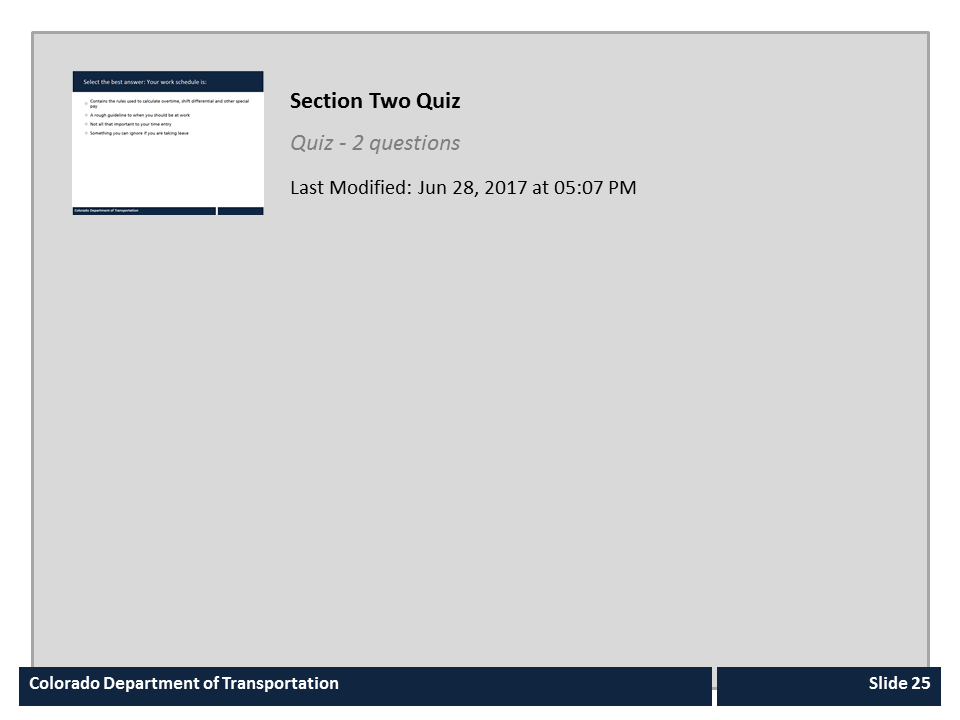 Select the best answer: Your work schedule is:
Contains the rules used to calculate overtime, shift differential and other special
pay
A rough guideline to when you should be at work
Not all that important to your time entry
Something you can ignore if you are taking leave
Colorado Department of Transportation
Section Two Quiz
Quiz - 2 questions
Last Modified: Jun 28, 2017 at 05:07 PM
Colorado Department of Transportation
Slide 25